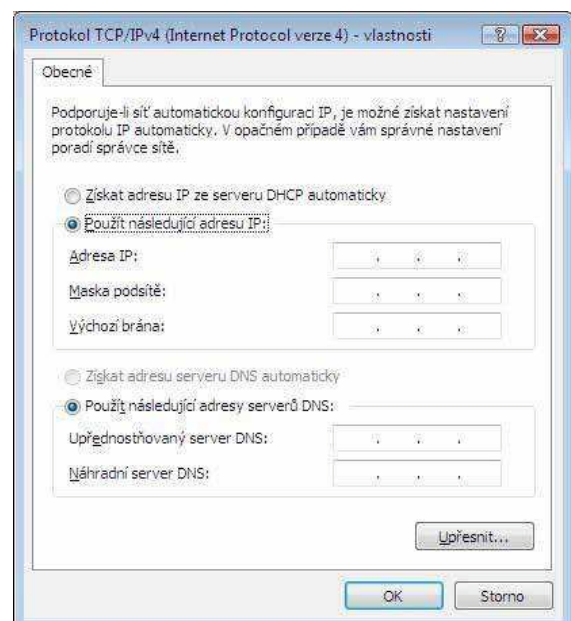 Protokol TCP/IPv4 (Internet Protocol verze 4) - vlastnosti
Obecné
Podporuje-li síť automatickou konfiguraci IP, je možné získat nastavení
protokolu IP automaticky. V opačném případě vám správné nastavení
poradí správce sítě.
Získat adresu IP ze serveru DHCP automaticky
Použít následující adresu IP:
Adresa IP:
. . .
Maska podsítě:
. . .
Výchozí brána:
. . .
Získat adresu serveru DNS automaticky
Použít následující adresy serverů DNS:
Upřednostňovaný server DNS:
. . .
Náhradní server DNS:
. . .
Upřesnit...
OK
Storno